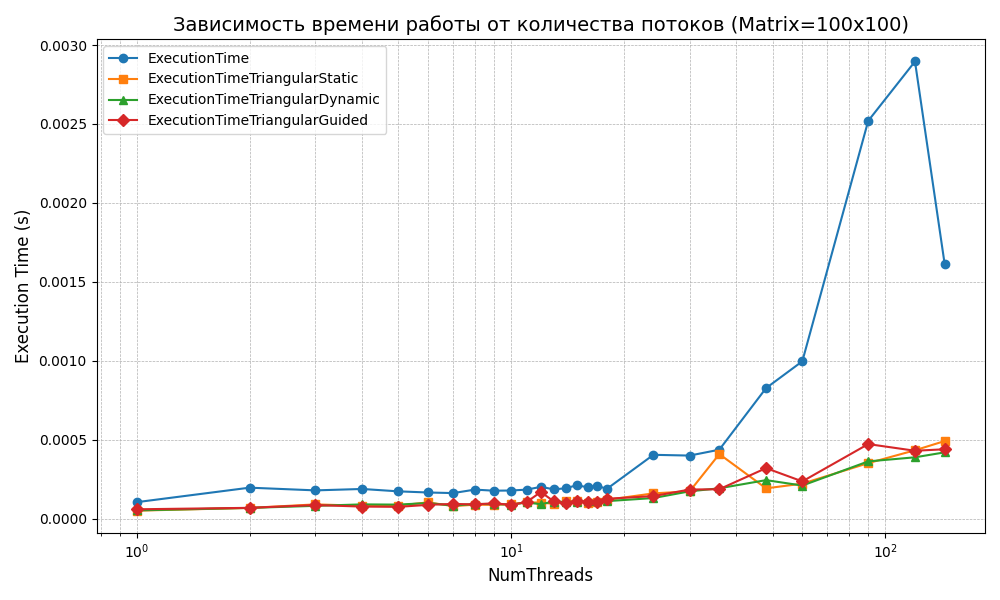 Зависимость времени работы от количества потоков (Matrix=100x100)
ExecutionTime
ExecutionTimeTriangularStatic
ExecutionTimeTriangularDynamic
ExecutionTimeTriangularGuided
Execution Time (s)
0.0030
0.0025
0.0020
0.0015
0.0010
0.0005
0.0000
10⁰ 10¹ 10²
NumThreads